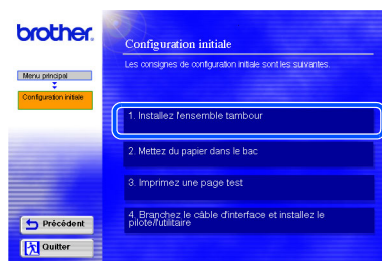 brother.
Configuration initiale
Les consignes de configuration initiale sont les suivantes.
Menu principal
Configuration initiale
1. Installez l'ensemble tambour
2. Mettez du papier dans le bac
3. Imprimez une page test
4. Branchez le câble d'interface et installez le
pilote/l'utilitaire
Précédent
Quitter